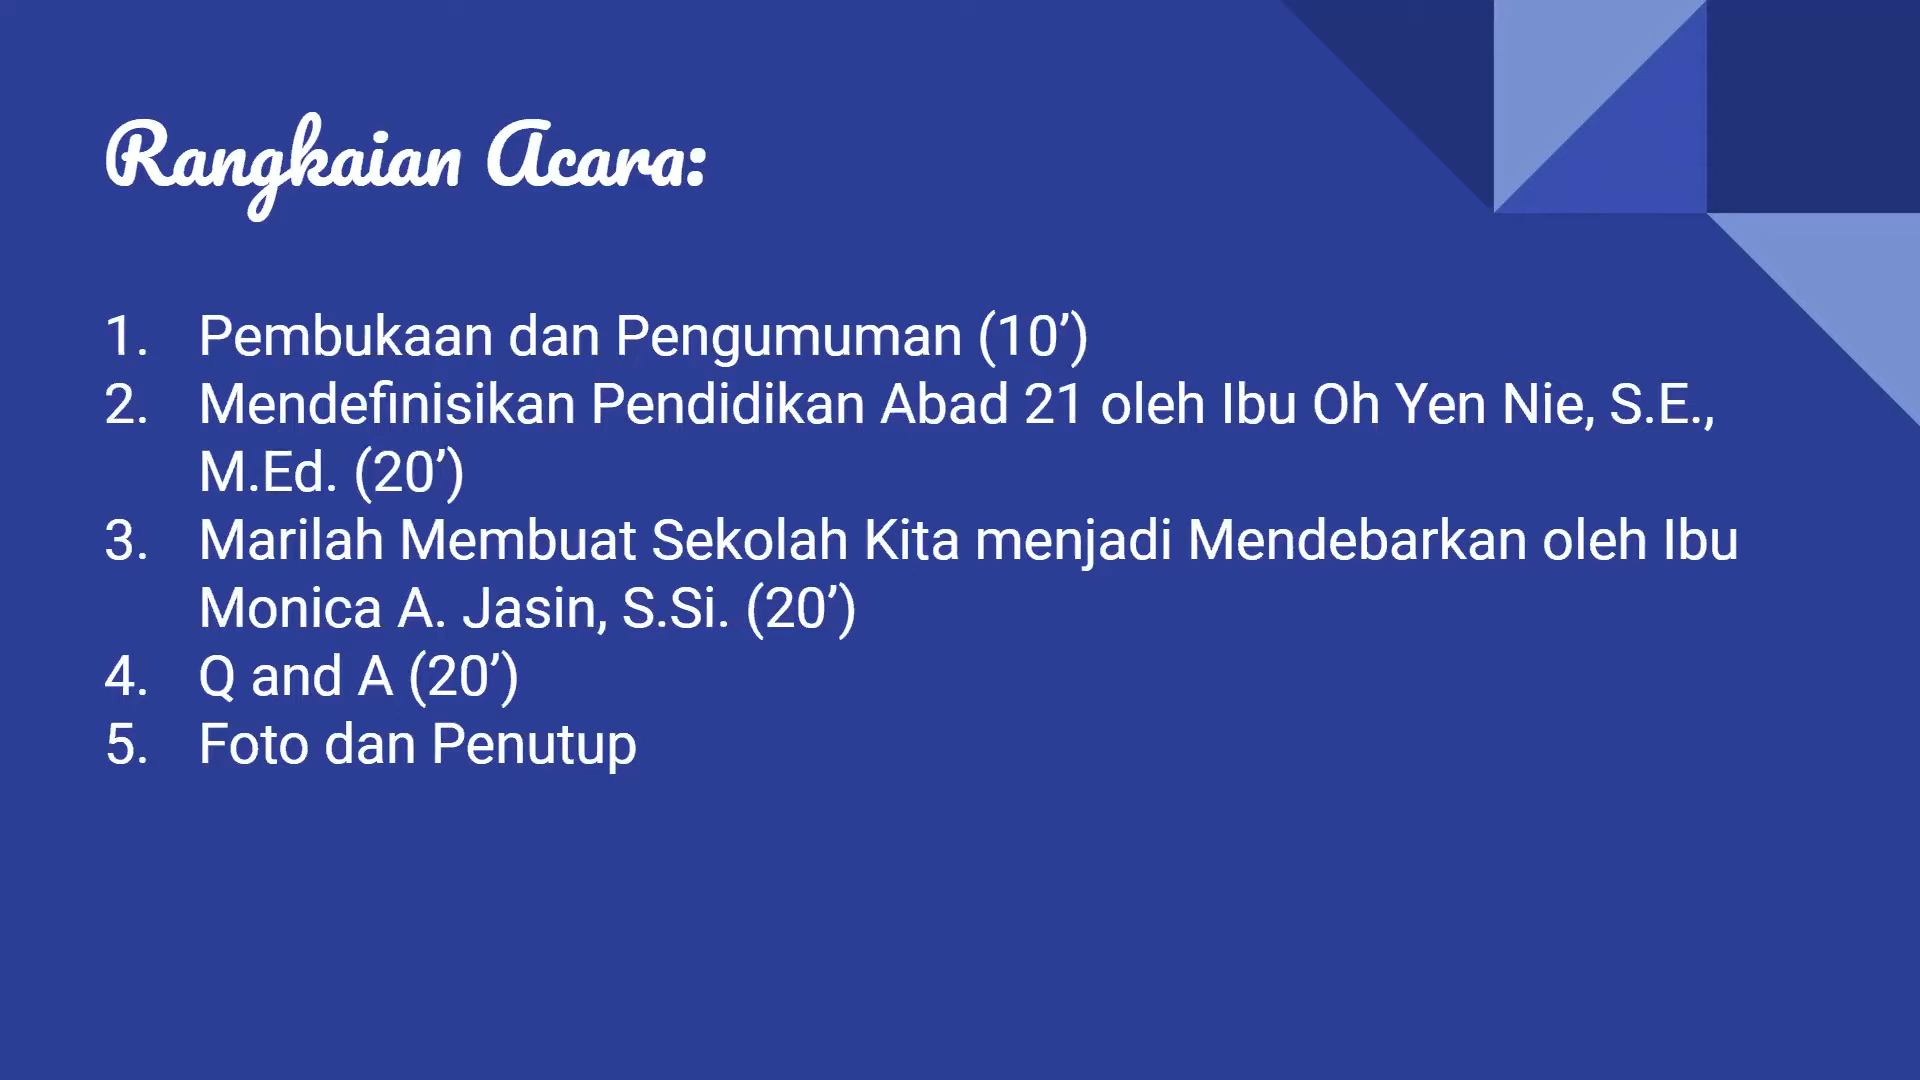 Rangkaian Acara:
1. Pembukaan dan Pengumuman (10’)
2. Mendefinisikan Pendidikan Abad 21 oleh Ibu Oh Yen Nie, S.E.,
M.Ed. (20’)
3. Marilah Membuat Sekolah Kita menjadi Mendebarkan oleh Ibu
Monica A. Jasin, S.Si. (20’)
4. Q and A (20’)
5. Foto dan Penutup